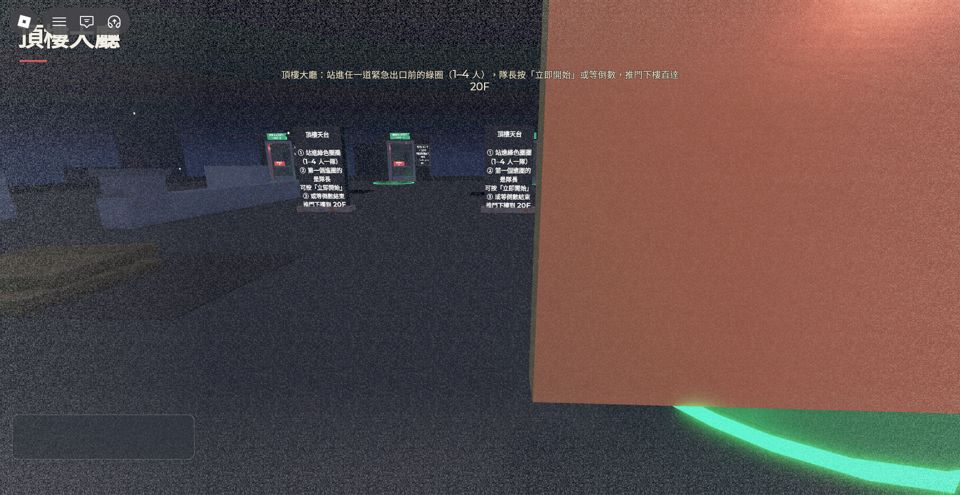 頂樓大廳
頂樓大廳：站進任一道緊急出口前的綠圈（1–4 人），隊長按「立即開始」或等倒數，推門下樓直達
20F
頂樓天台
① 站進綠色圈圈
（1–4 人一隊）
② 第一個進圈的
是隊長
可按「立即開始」
③ 或等倒數結束
推門下樓到 20F
頂樓天台
① 站進綠色圈圈
（1–4 人一隊）
② 第一個進圈的
是隊長
可按「立即開始」
③ 或等倒數結束
推門下樓到 20F